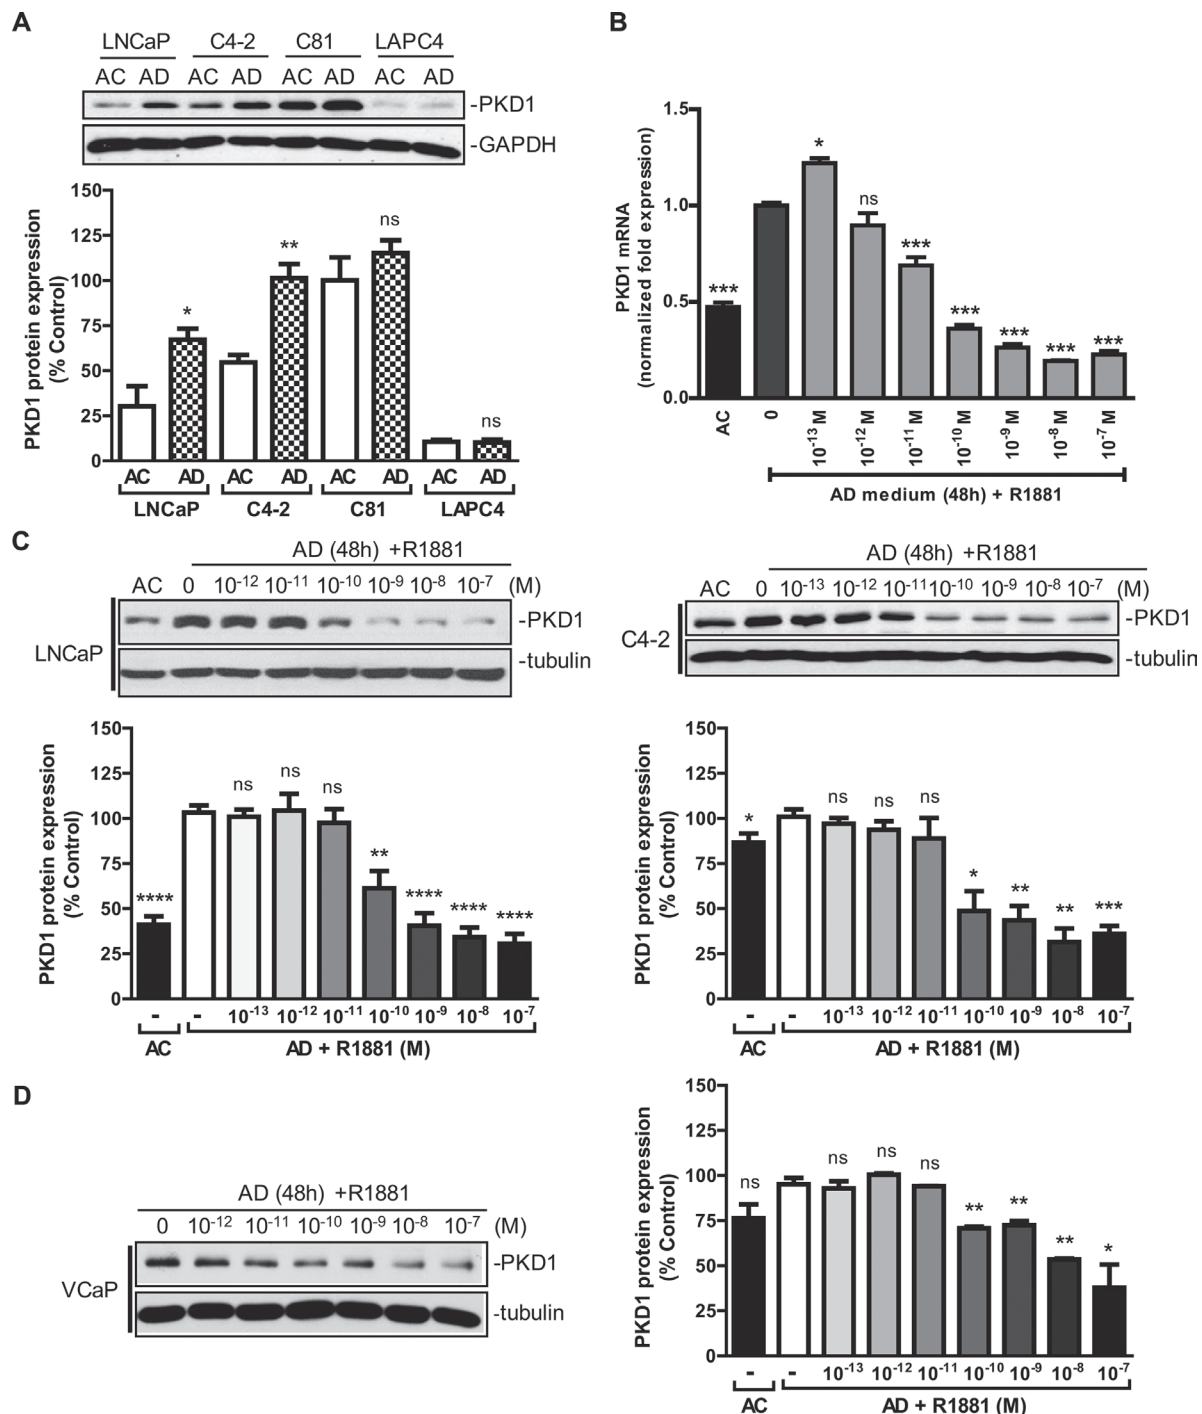 A
LNCaP C4-2 C81 LAPC4
AC AD AC AD AC AD AC AD
-PKD1
-GAPDH
PKD1 protein expression
(% Control)
150
125
100
75
50
25
0
*
**
ns
ns
AC AD AC AD AC AD AC AD
LNCaP C4-2 C81 LAPC4
B
PKD1 mRNA
(normalized fold expression)
1.5
1.0
0.5
0.0
***
*
ns
***
***
***
***
***
AC 0 10-13 M 10-12 M 10-11 M 10-10 M 10-9 M 10-8 M 10-7 M
AD medium (48h) + R1881
C
AD (48h) +R1881
AC 0 10-12 10-11 10-10 10-9 10-8 10-7 (M)
LNCaP
-PKD1
-tubulin
PKD1 protein expression
(% Control)
150
125
100
75
50
25
0
****
ns
ns
ns
**
****
****
****
- - 10-13 10-12 10-11 10-10 10-9 10-8 10-7
AC AD + R1881 (M)
AD (48h) +R1881
AC 0 10-13 10-12 10-11 10-10 10-9 10-8 10-7 (M)
C4-2
-PKD1
-tubulin
PKD1 protein expression
(% Control)
150
125
100
75
50
25
0
*
ns
ns
ns
*
**
**
***
- - 10-13 10-12 10-11 10-10 10-9 10-8 10-7
AC AD + R1881 (M)
D
AD (48h) +R1881
0 10-12 10-11 10-10 10-9 10-8 10-7 (M)
VCaP
-PKD1
-tubulin
PKD1 protein expression
(% Control)
150
125
100
75
50
25
0
ns
ns
ns
ns
**
**
**
*
- - 10-13 10-12 10-11 10-10 10-9 10-8 10-7
AC AD + R1881 (M)